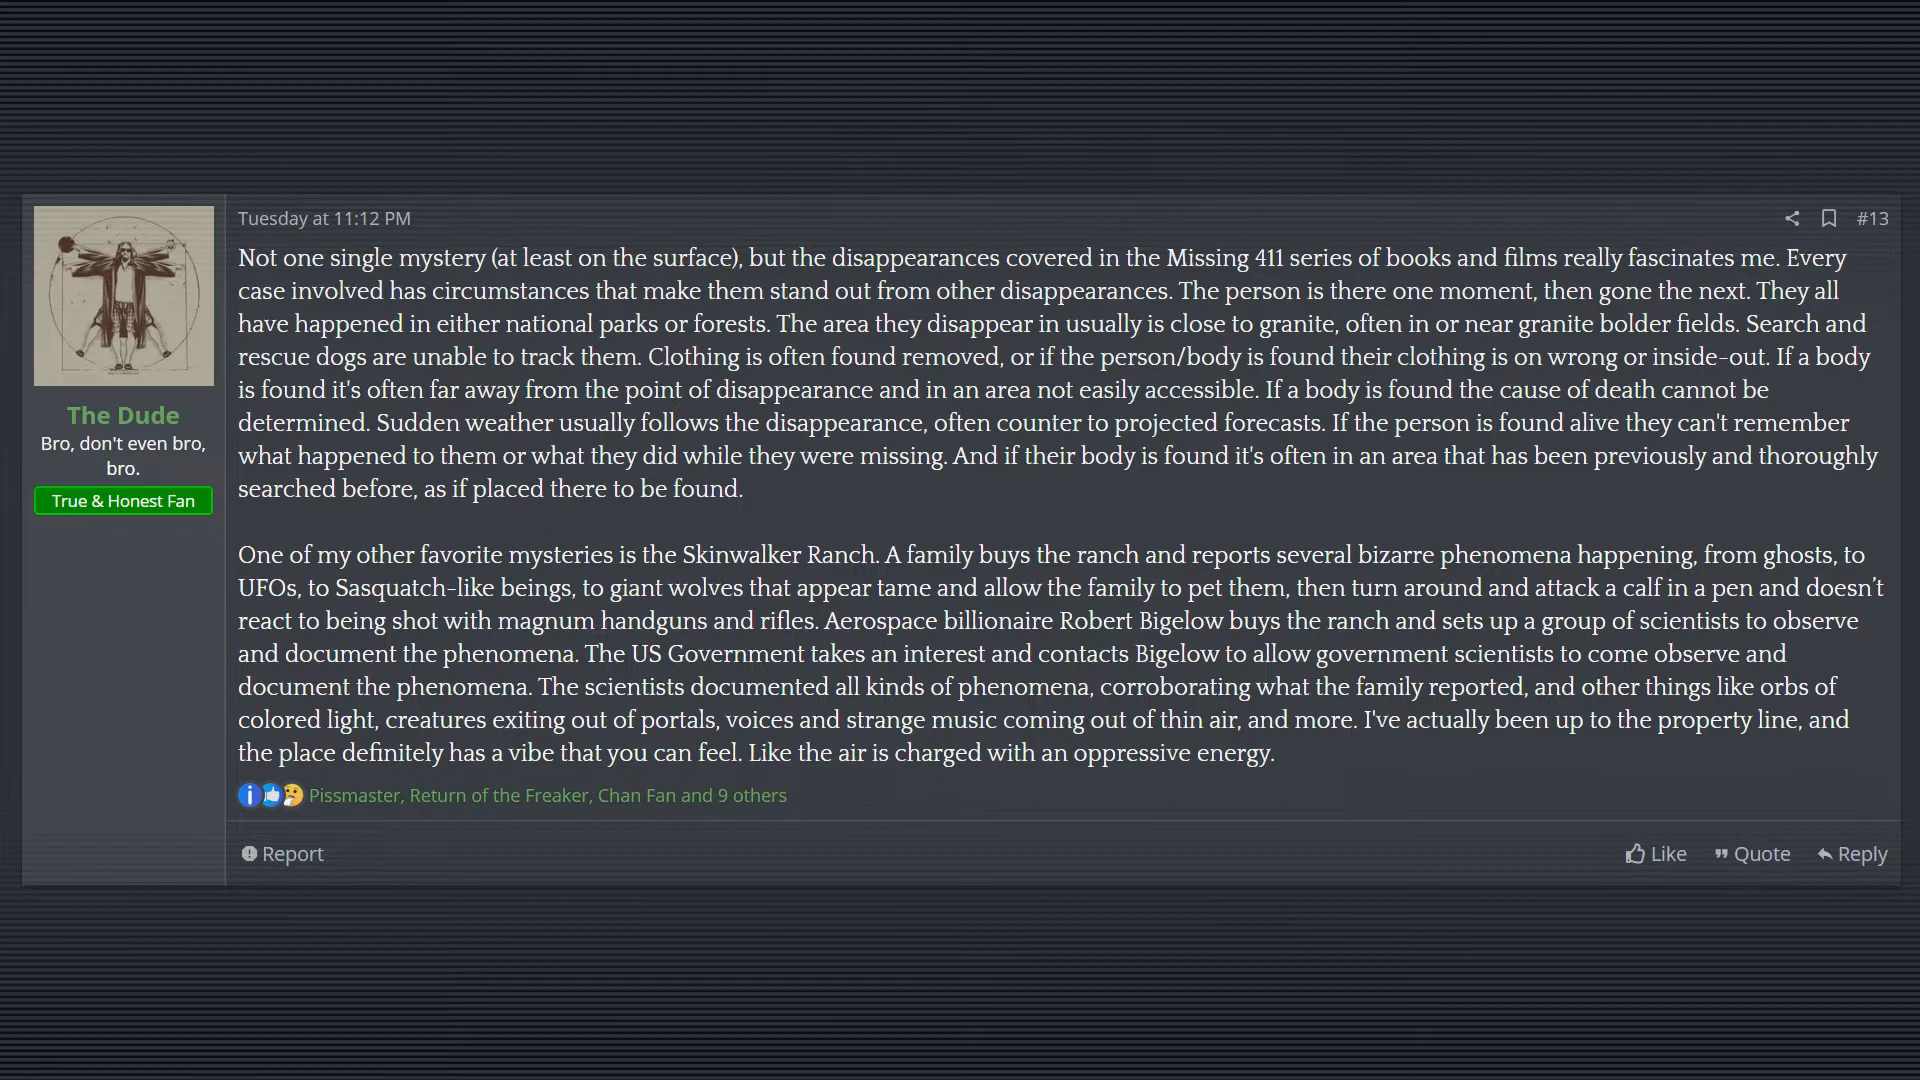 Tuesday at 11:12 PM
#13
Not one single mystery (at least on the surface), but the disappearances covered in the Missing 411 series of books and films really fascinates me. Every
case involved has circumstances that make them stand out from other disappearances. The person is there one moment, then gone the next. They all
have happened in either national parks or forests. The area they disappear in usually is close to granite, often in or near granite bolder fields. Search and
rescue dogs are unable to track them. Clothing is often found removed, or if the person/body is found their clothing is on wrong or inside-out. If a body
is found it's often far away from the point of disappearance and in an area not easily accessible. If a body is found the cause of death cannot be
determined. Sudden weather usually follows the disappearance, often counter to projected forecasts. If the person is found alive they can't remember
what happened to them or what they did while they were missing. And if their body is found it's often in an area that has been previously and thoroughly
searched before, as if placed there to be found.
One of my other favorite mysteries is the Skinwalker Ranch. A family buys the ranch and reports several bizarre phenomena happening, from ghosts, to
UFOs, to Sasquatch-like beings, to giant wolves that appear tame and allow the family to pet them, then turn around and attack a calf in a pen and doesn’t
react to being shot with magnum handguns and rifles. Aerospace billionaire Robert Bigelow buys the ranch and sets up a group of scientists to observe
and document the phenomena. The US Government takes an interest and contacts Bigelow to allow government scientists to come observe and
document the phenomena. The scientists documented all kinds of phenomena, corroborating what the family reported, and other things like orbs of
colored light, creatures exiting out of portals, voices and strange music coming out of thin air, and more. I've actually been up to the property line, and
the place definitely has a vibe that you can feel. Like the air is charged with an oppressive energy.
The Dude
Bro, don't even bro,
bro.
True & Honest Fan
Pissmaster, Return of the Freaker, Chan Fan and 9 others
Report
Like
Quote
Reply